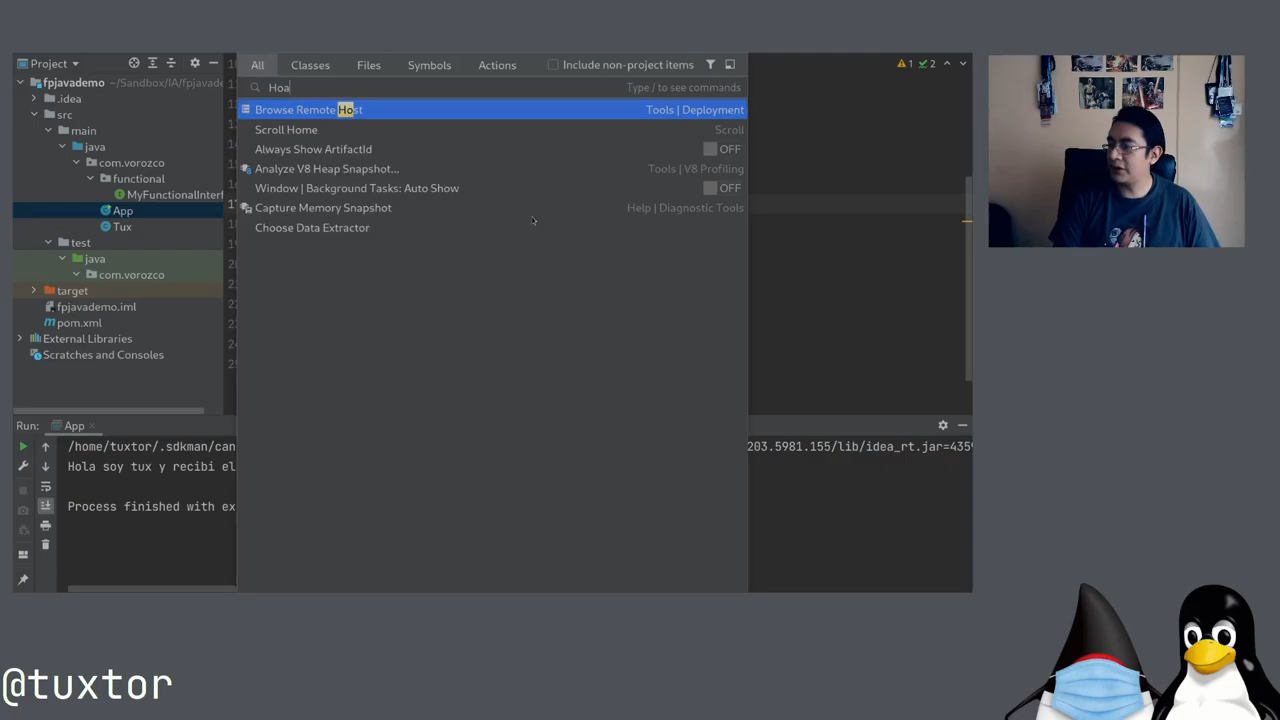 Project
fpjavademo ~/Sandbox/IA/fpjavad
.idea
src
main
java
com.vorozco
functional
MyFunctionalInterf
App
Tux
test
java
com.vorozco
target
fpjavademo.iml
pom.xml
External Libraries
Scratches and Consoles
All Classes Files Symbols Actions Include non-project items
Hoa Type / to see commands
Browse Remote Host Tools | Deployment
Scroll Home Scroll
Always Show ArtifactId OFF
Analyze V8 Heap Snapshot... Tools | V8 Profiling
Window | Background Tasks: Auto Show OFF
Capture Memory Snapshot Help | Diagnostic Tools
Choose Data Extractor
1 2
Run: App
/home/tuxtor/.sdkman/can 203.5981.155/lib/idea_rt.jar=4359
Hola soy tux y recibi el
Process finished with ex
@tuxtor